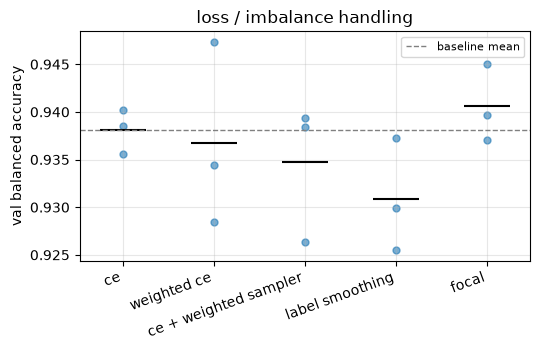 loss / imbalance handling
baseline mean
val balanced accuracy
0.945
0.940
0.935
0.930
0.925
ce
weighted ce
ce + weighted sampler
label smoothing
focal